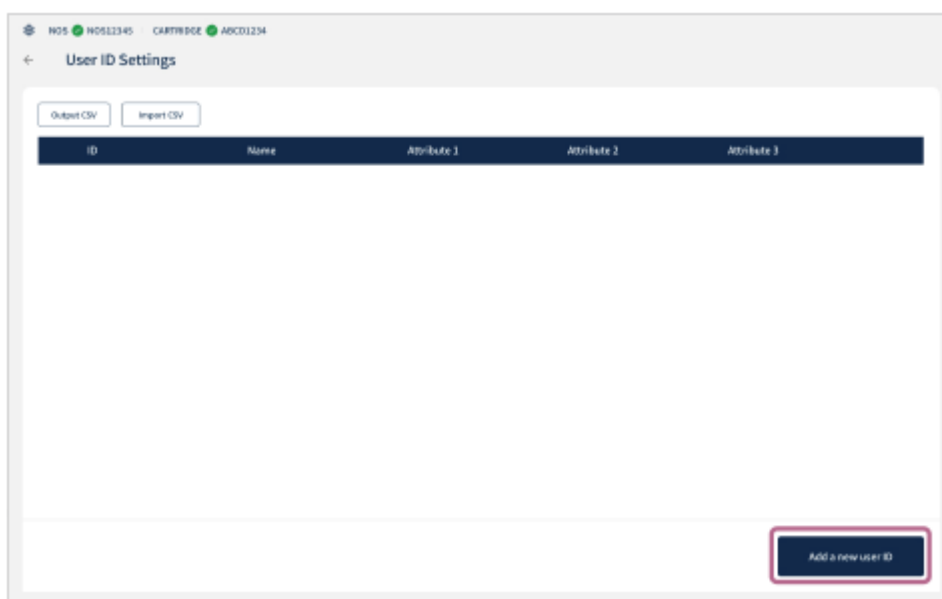 NOS NOS12345 CARTRIDGE ABCD1234
← User ID Settings
Output CSV Import CSV
ID Name Attribute 1 Attribute 2 Attribute 3
Add a new user ID